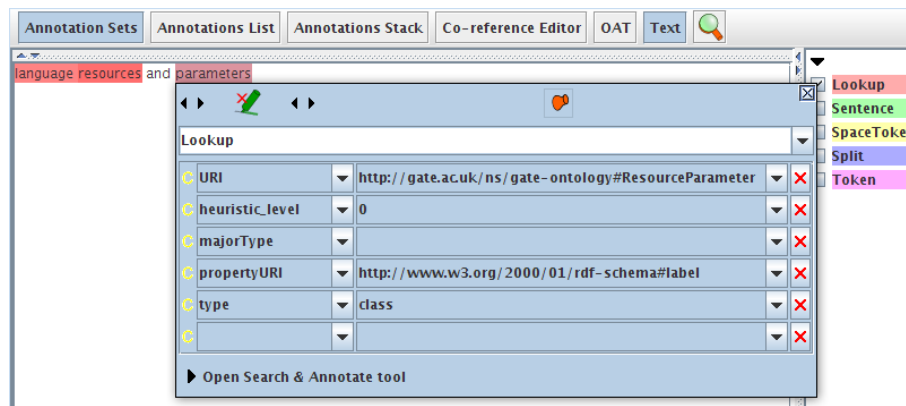 Annotation Sets Annotations List Annotations Stack Co-reference Editor OAT Text
language resources and parameters
Lookup
Sentence
SpaceToke
Split
Token
Lookup
URI http://gate.ac.uk/ns/gate-ontology#ResourceParameter
heuristic_level 0
majorType
propertyURI http://www.w3.org/2000/01/rdf-schema#label
type class
Open Search & Annotate tool